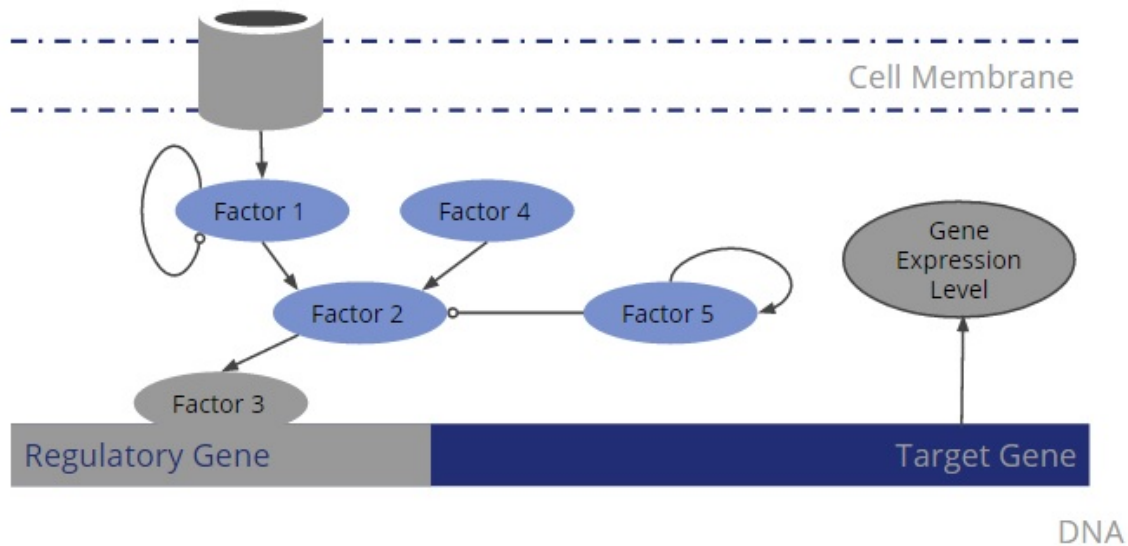 Cell Membrane
Factor 1
Factor 4
Gene
Expression
Level
Factor 2
Factor 5
Factor 3
Regulatory Gene
Target Gene
DNA